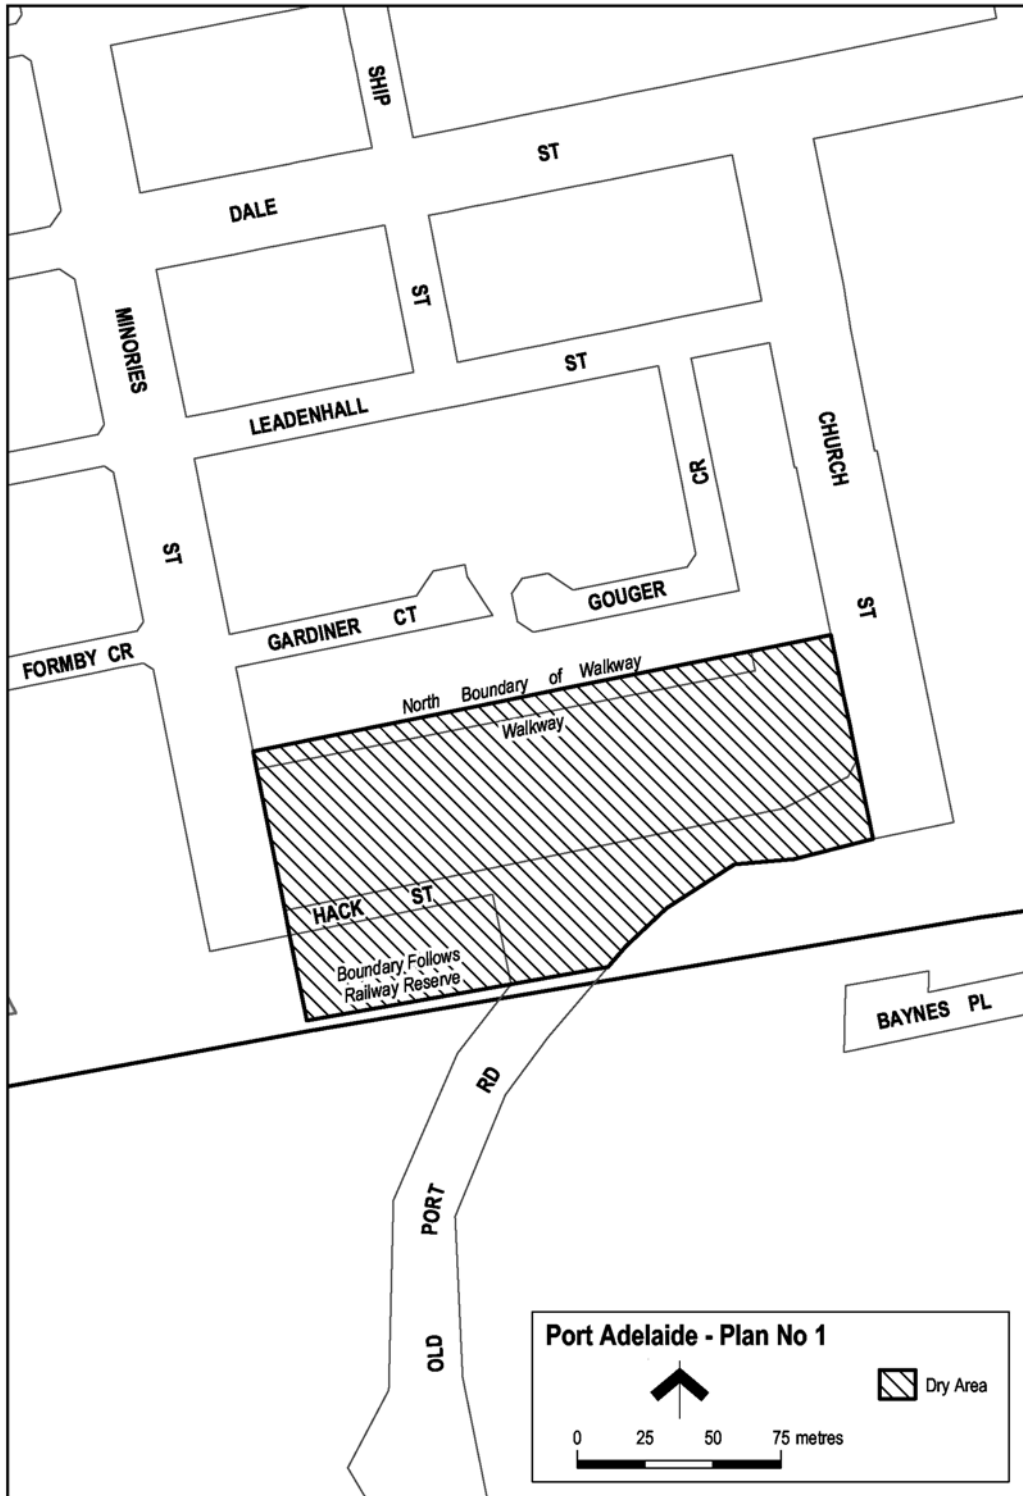 SHIP
ST
DALE
ST
MINORIES
ST
LEADENHALL
CHURCH
CR
ST
GOUGER
ST
GARDINER CT
FORMBY CR
North Boundary of Walkway
Walkway
HACK ST
Boundary Follows
Railway Reserve
BAYNES PL
RD
PORT
OLD
Port Adelaide - Plan No 1
Dry Area
0 25 50 75 metres